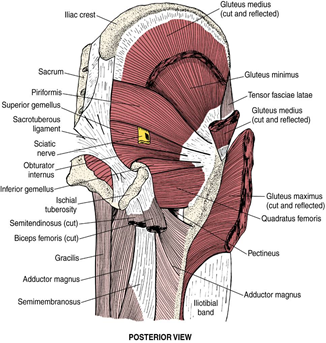 Iliac crest
Gluteus medius
(cut and reflected)
Sacrum
Gluteus minimus
Piriformis
Tensor fasciae latae
Superior gemellus
Gluteus medius
(cut and reflected)
Sacrotuberous
ligament
Sciatic
nerve
Obturator
internus
Inferior gemellus
Gluteus maximus
(cut and reflected)
Ischial
tuberosity
Quadratus femoris
Semitendinosus (cut)
Biceps femoris (cut)
Pectineus
Gracilis
Adductor magnus
Adductor magnus
Semimembranosus
Iliotibial
band
POSTERIOR VIEW